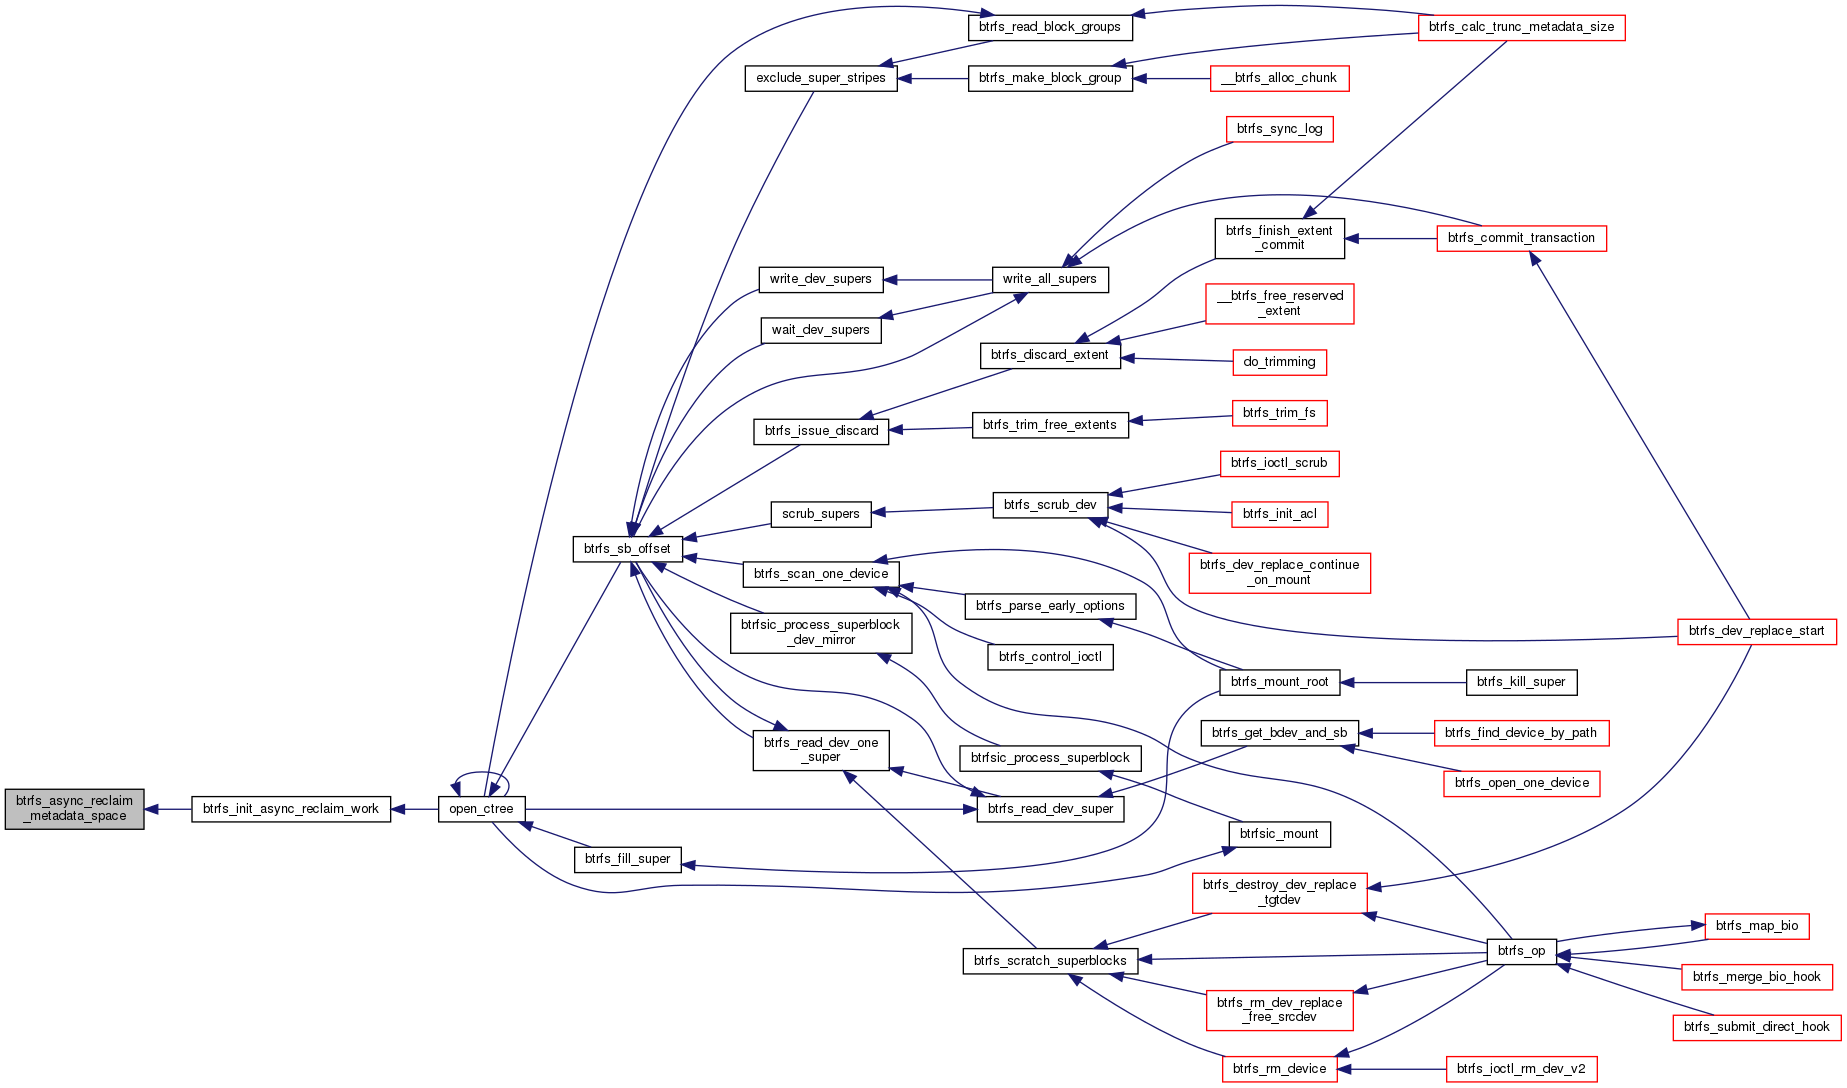 btrfs_read_block_groups
btrfs_calc_trunc_metadata_size
exclude_super_stripes
btrfs_make_block_group
__btrfs_alloc_chunk
btrfs_sync_log
btrfs_finish_extent
_commit
btrfs_commit_transaction
write_dev_supers
write_all_supers
__btrfs_free_reserved
_extent
wait_dev_supers
btrfs_discard_extent
do_trimming
btrfs_issue_discard
btrfs_trim_free_extents
btrfs_trim_fs
btrfs_ioctl_scrub
scrub_supers
btrfs_scrub_dev
btrfs_init_acl
btrfs_sb_offset
btrfs_scan_one_device
btrfs_dev_replace_continue
_on_mount
btrfs_parse_early_options
btrfsic_process_superblock
_dev_mirror
btrfs_control_ioctl
btrfs_dev_replace_start
btrfs_mount_root
btrfs_kill_super
btrfs_read_dev_one
_super
btrfsic_process_superblock
btrfs_get_bdev_and_sb
btrfs_find_device_by_path
btrfs_open_one_device
btrfs_async_reclaim
_metadata_space
btrfs_init_async_reclaim_work
open_ctree
btrfs_read_dev_super
btrfsic_mount
btrfs_fill_super
btrfs_destroy_dev_replace
_tgtdev
btrfs_scratch_superblocks
btrfs_op
btrfs_map_bio
btrfs_merge_bio_hook
btrfs_rm_dev_replace
_free_srcdev
btrfs_submit_direct_hook
btrfs_rm_device
btrfs_ioctl_rm_dev_v2